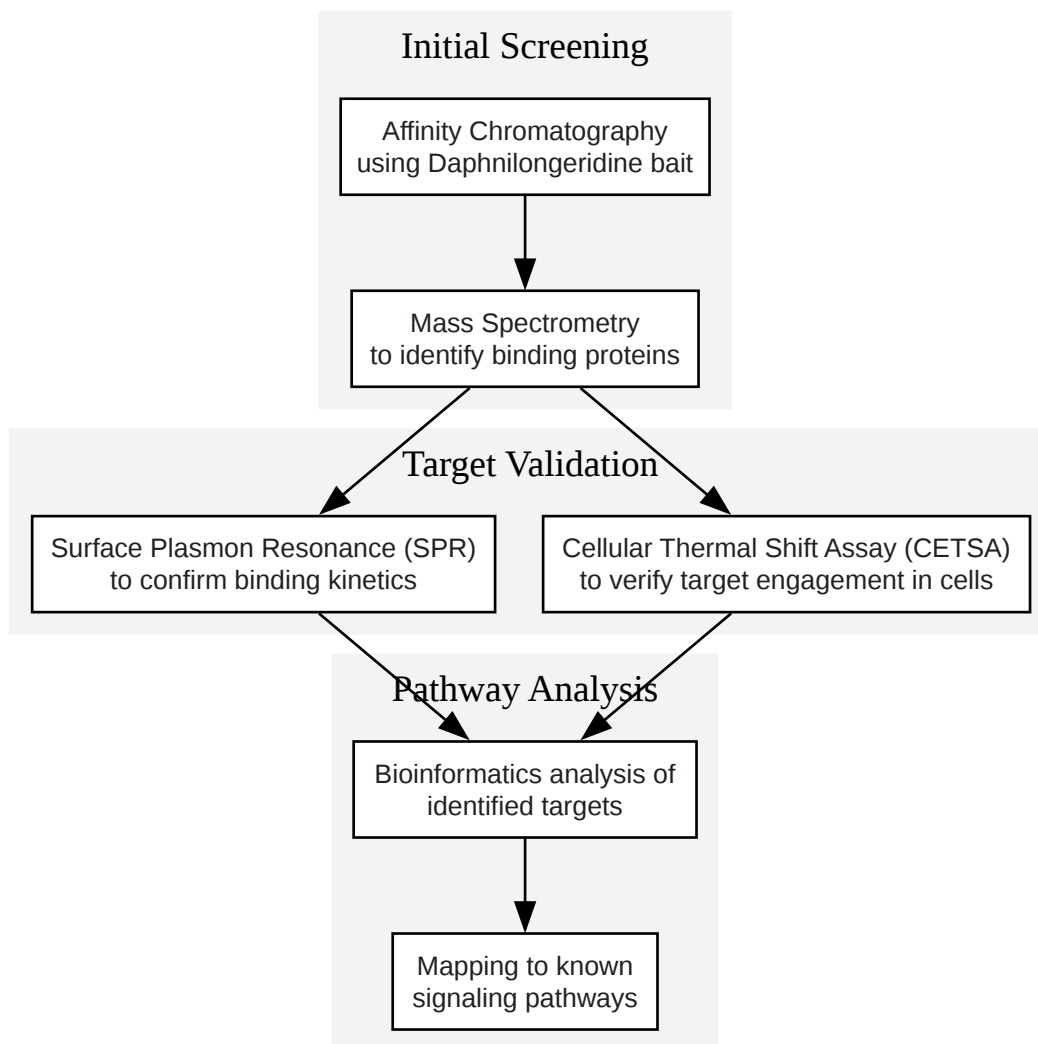 Initial Screening
Affinity Chromatography
using Daphnilongeridine bait
Mass Spectrometry
to identify binding proteins
Target Validation
Surface Plasmon Resonance (SPR)
to confirm binding kinetics
Cellular Thermal Shift Assay (CETSA)
to verify target engagement in cells
Pathway Analysis
Bioinformatics analysis of
identified targets
Mapping to known
signaling pathways